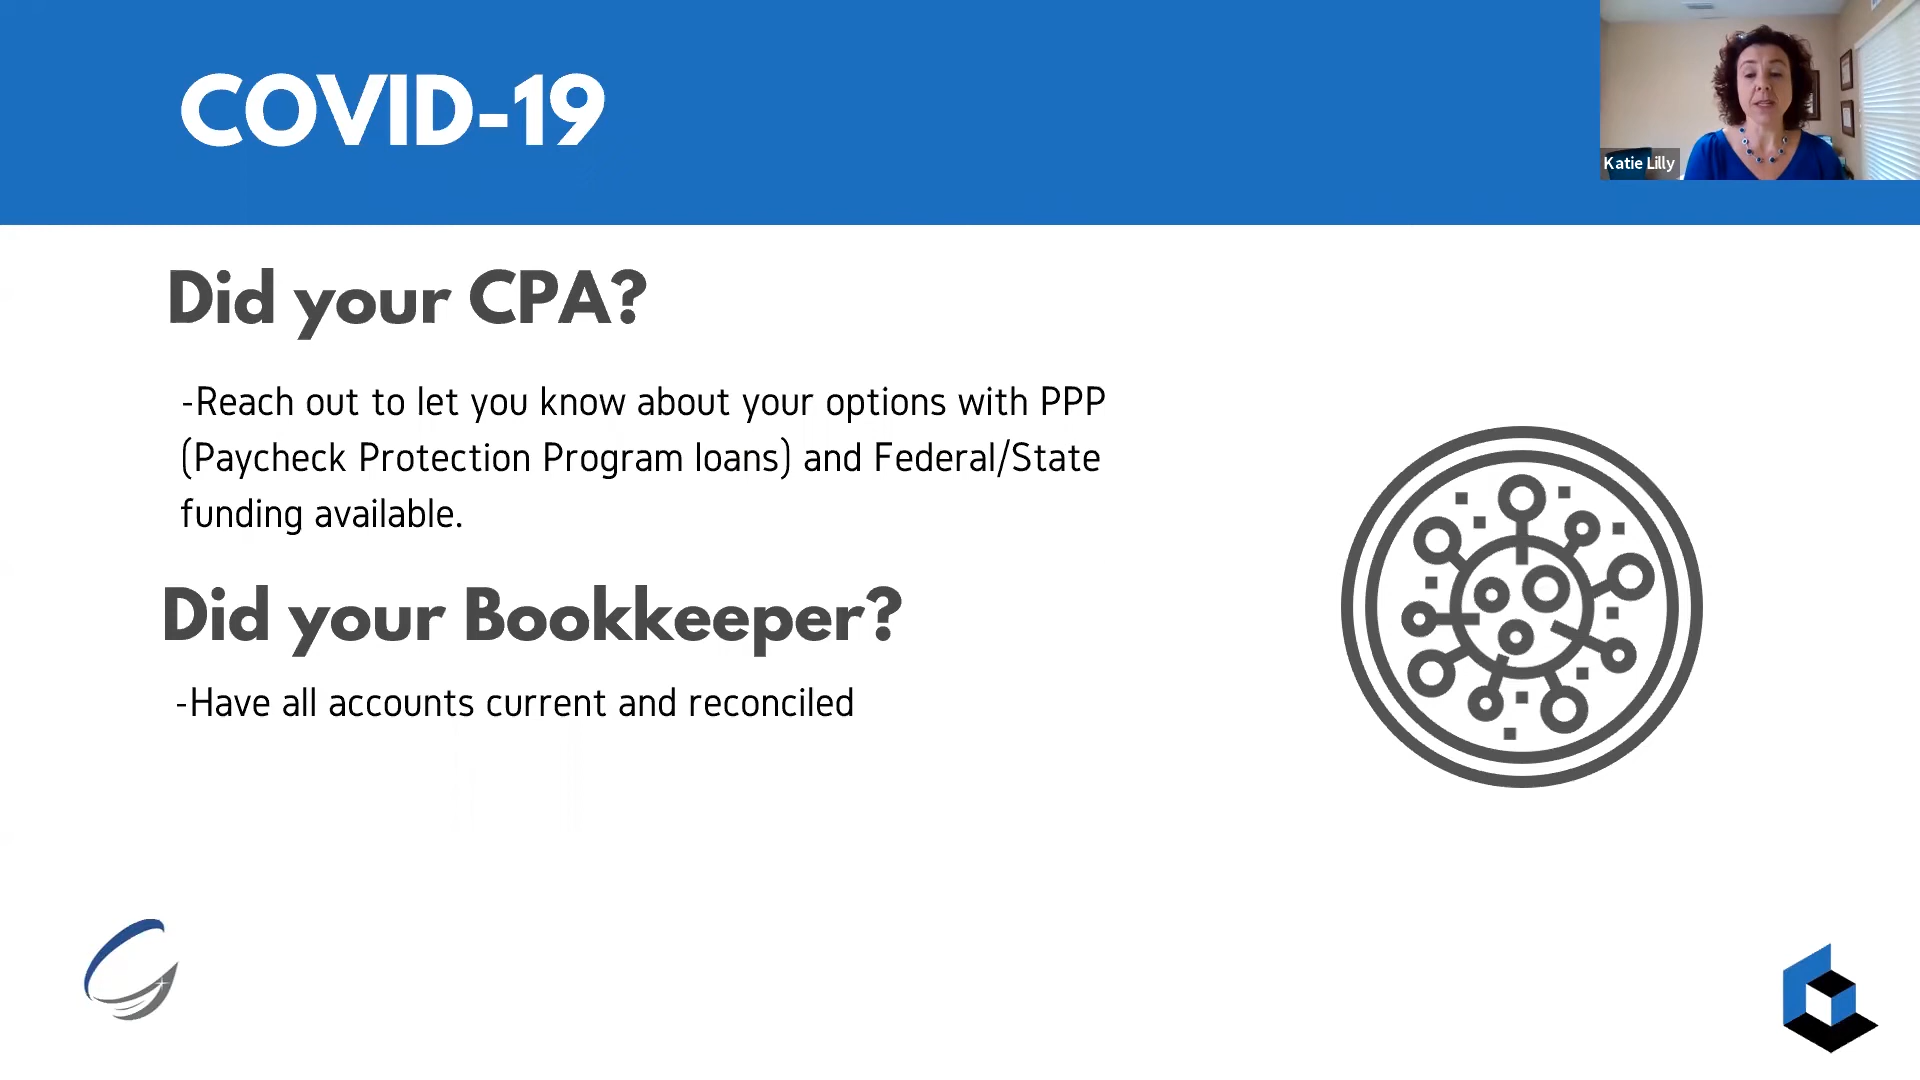 COVID-19
Katie Lilly
Did your CPA?
-Reach out to let you know about your options with PPP
(Paycheck Protection Program loans) and Federal/State
funding available.
Did your Bookkeeper?
-Have all accounts current and reconciled